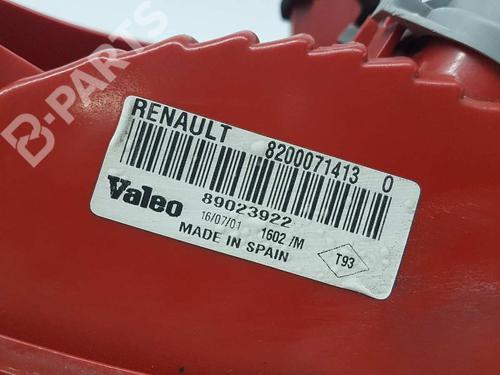 RENAULT
8200071413 0
Valeo
89023922
16/07/01 1602 /M
MADE IN SPAIN
T93
B-PARTS